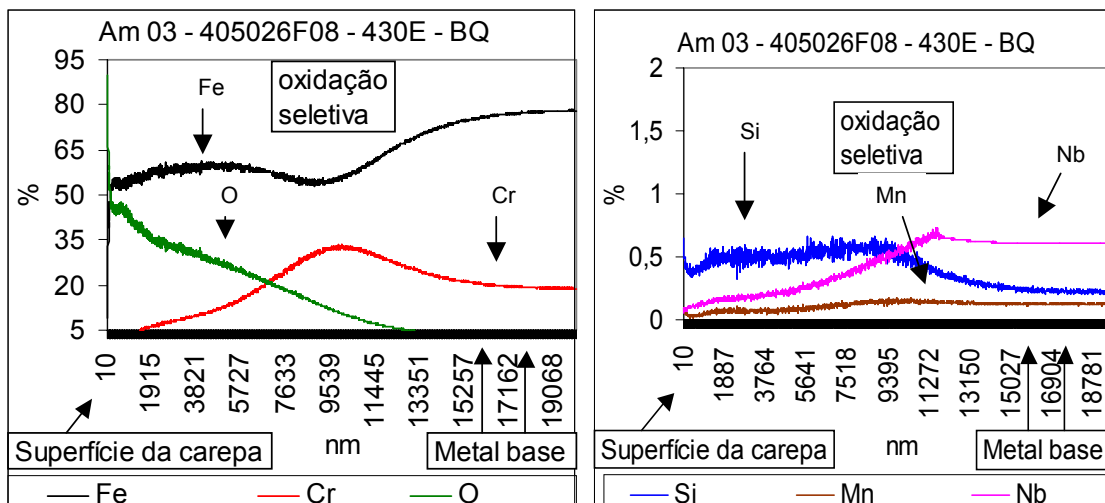 Am 03 - 405026F08 - 430E - BQ
95
80
65
50
35
20
5
%
Fe
oxidação
seletiva
O
Cr
10
1915
3821
5727
7633
9539
11445
13351
15257
17162
19068
Superfície da carepa
nm
Metal base
Fe
Cr
O
Am 03 - 405026F08 - 430E - BQ
2
1,5
1
0,5
0
%
Si
oxidação
seletiva
Mn
Nb
10
1887
3764
5641
7518
9395
11272
13150
15027
16904
18781
Superfície da carepa
nm
Metal base
Si
Mn
Nb